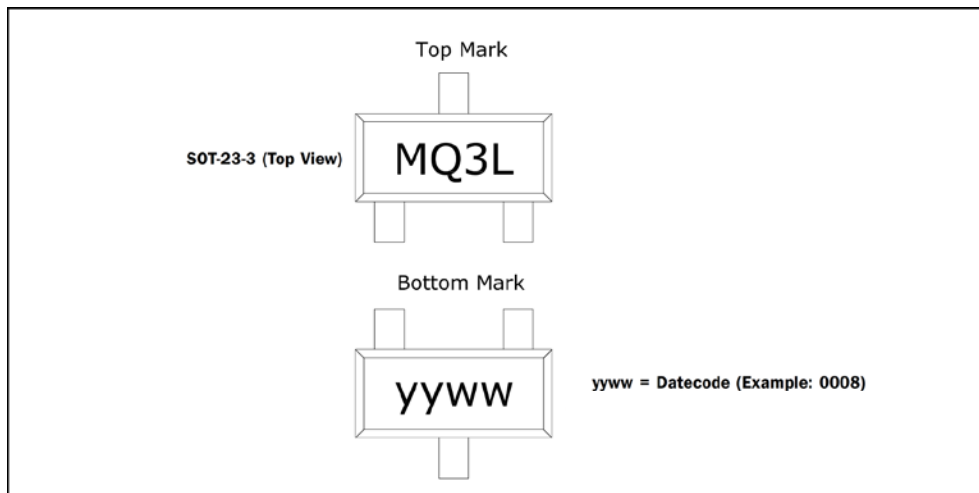 Top Mark
SOT-23-3 (Top View)
MQ3L
Bottom Mark
yyww
yyww = Datecode (Example: 0008)